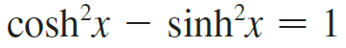 cosh²x − sinh²x = 1